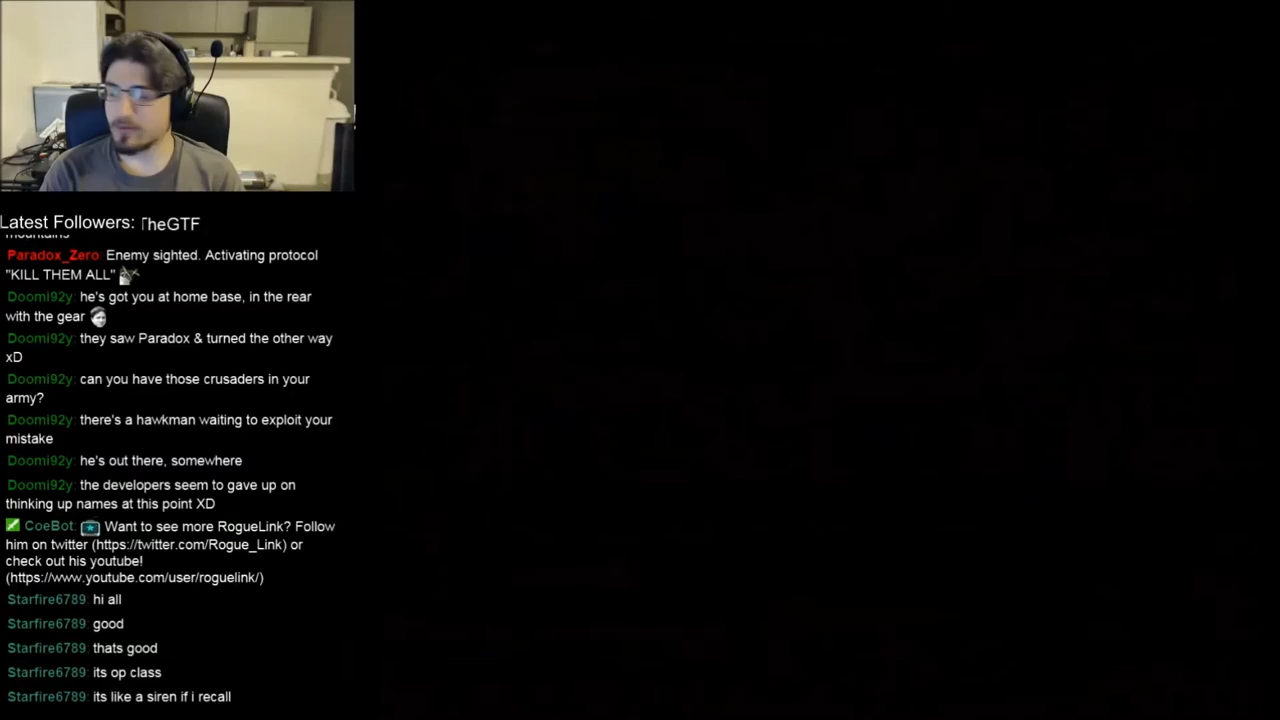 Latest Followers: TheGTF
mountains
Paradox_Zero: Enemy sighted. Activating protocol
"KILL THEM ALL"
Doomi92y: he's got you at home base, in the rear
with the gear
Doomi92y: they saw Paradox & turned the other way
xD
Doomi92y: can you have those crusaders in your
army?
Doomi92y: there's a hawkman waiting to exploit your
mistake
Doomi92y: he's out there, somewhere
Doomi92y: the developers seem to gave up on
thinking up names at this point XD
CoeBot: Want to see more RogueLink? Follow
him on twitter (https://twitter.com/Rogue_Link) or
check out his youtube!
(https://www.youtube.com/user/roguelink/)
Starfire6789: hi all
Starfire6789: good
Starfire6789: thats good
Starfire6789: its op class
Starfire6789: its like a siren if i recall